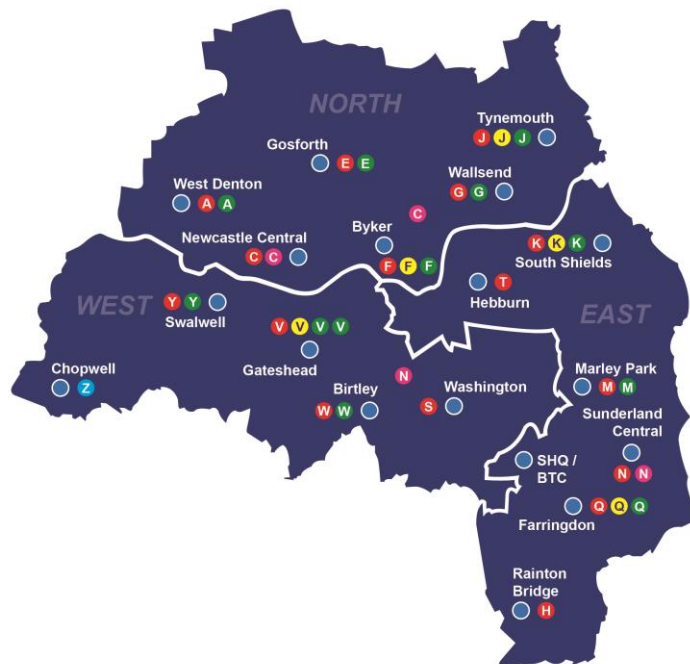 NORTH
Tynemouth
J J J
Gosforth
E E
Wallsend
G G
West Denton
A A
C
Newcastle Central
C C
Byker
F F F
K K K
South Shields
T
Hebburn
WEST
Y Y
Swalwell
EAST
V V V V
Gateshead
Chopwell
Z
N
Birtley
W W
Washington
S
Marley Park
M M
Sunderland
Central
N N
SHQ /
BTC
Q Q Q
Farringdon
Rainton
Bridge
H